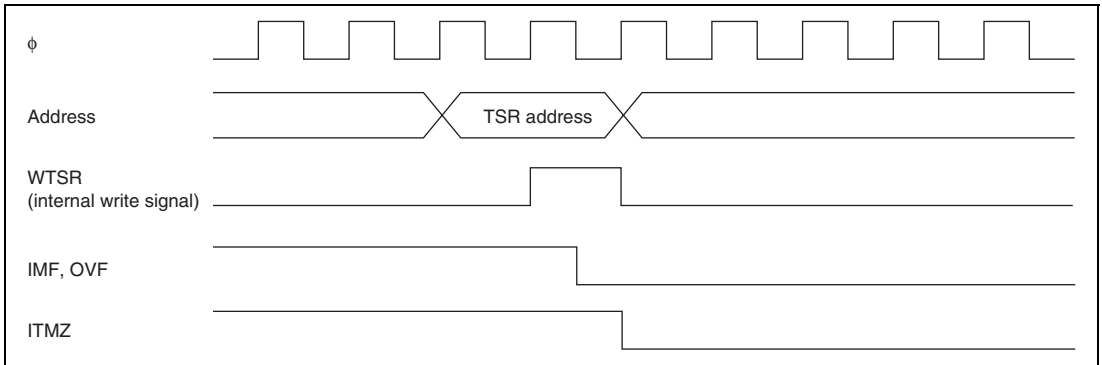 ϕ
Address
TSR address
WTSR
(internal write signal)
IMF, OVF
ITMZ